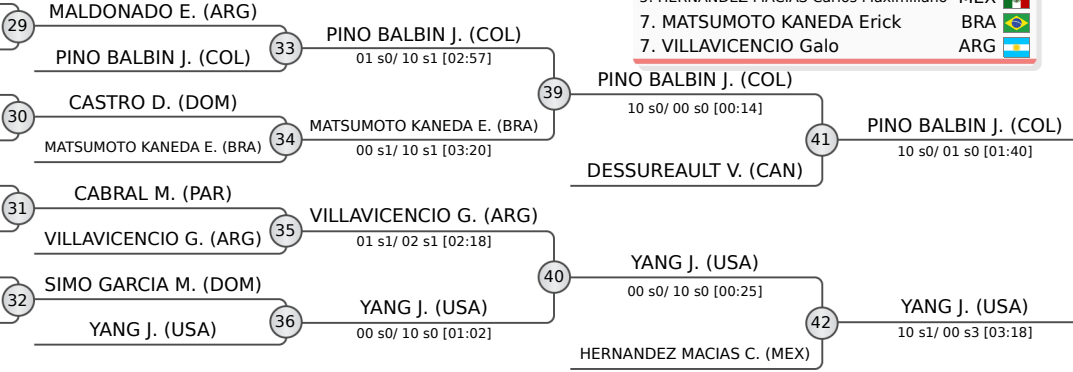 MALDONADO E. (ARG)
29
PINO BALBIN J. (COL)
33
PINO BALBIN J. (COL)
01 s0/ 10 s1 [02:57]
CASTRO D. (DOM)
30
MATSUMOTO KANEDA E. (BRA)
34
MATSUMOTO KANEDA E. (BRA)
00 s1/ 10 s1 [03:20]
39
PINO BALBIN J. (COL)
10 s0/ 00 s0 [00:14]
DESSUREAULT V. (CAN)
41
PINO BALBIN J. (COL)
10 s0/ 01 s0 [01:40]
CABRAL M. (PAR)
31
VILLAVICENCIO G. (ARG)
35
VILLAVICENCIO G. (ARG)
01 s1/ 02 s1 [02:18]
SIMO GARCIA M. (DOM)
32
YANG J. (USA)
36
YANG J. (USA)
00 s0/ 10 s0 [01:02]
40
YANG J. (USA)
00 s0/ 10 s0 [00:25]
HERNANDEZ MACIAS C. (MEX)
42
YANG J. (USA)
10 s1/ 00 s3 [03:18]
HERNANDEZ MACIAS Carlos Maximiliano MEX
7. MATSUMOTO KANEDA Erick BRA
7. VILLAVICENCIO Galo ARG